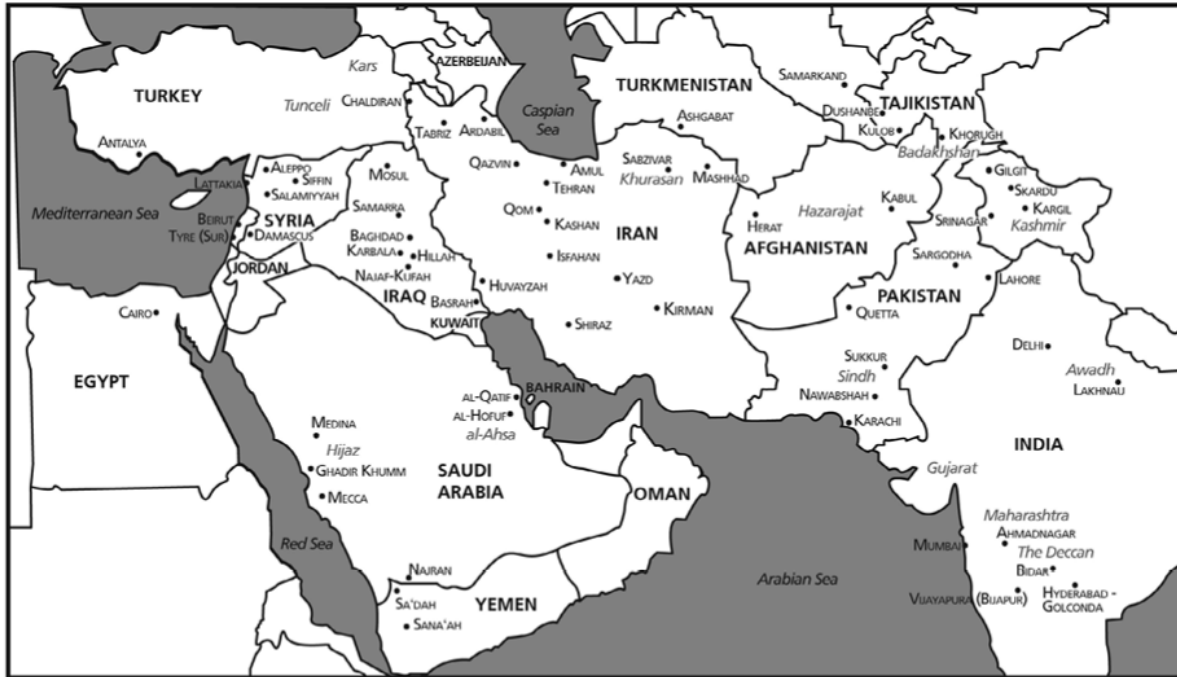 Kars
AZERBEIJAN
TURKEY
Tunceli
CHALDIRAN
Caspian
Sea
TURKMENISTAN
SAMARKAND
TAJIKISTAN
DUSHANBE
ANTALYA
TABRIZ
ARDABIL
ASHGABAT
KULOB
KHORUGH
Badakhshan
ALEPPO
SIFFIN
LATTAKIA
SALAMIYYAH
MOSUL
QAZVIN
AMUL
TEHRAN
SABZIVAR
Khurasan
MASHHAD
GILGIT
SKARDU
KARGIL
Kashmir
Mediterranean Sea
BEIRUT
SYRIA
TYRE (SUR)
DAMASCUS
SAMARRA
QOM
KASHAN
IRAN
HERAT
Hazarajat
KABUL
AFGHANISTAN
SRINAGAR
JORDAN
BAGHDAD
KARBALA
HILLAH
NAJAF-KUFAH
IRAQ
ISFAHAN
YAZD
SARGODHA
LAHORE
PAKISTAN
HUVAYZAH
BASRAH
KUWAIT
KIRMAN
SHIRAZ
QUETTA
CAIRO
EGYPT
DELHI
SUKKUR
Sindh
NAWABSHAH
KARACHI
Awadh
LAKHNAU
BAHRAIN
AL-QATIF
AL-HOFUF
al-Ahsa
MEDINA
Hijaz
GHADIR KHUMM
MECCA
SAUDI
ARABIA
OMAN
INDIA
Gujarat
Maharashtra
AHMADNAGAR
MUMBAI
The Deccan
BIDAR
VIJAYAPURA (BIJAPUR)
HYDERABAD -
GOLCONDA
Red Sea
Arabian Sea
NAJRAN
SA'DAH
YEMEN
SANA'AH